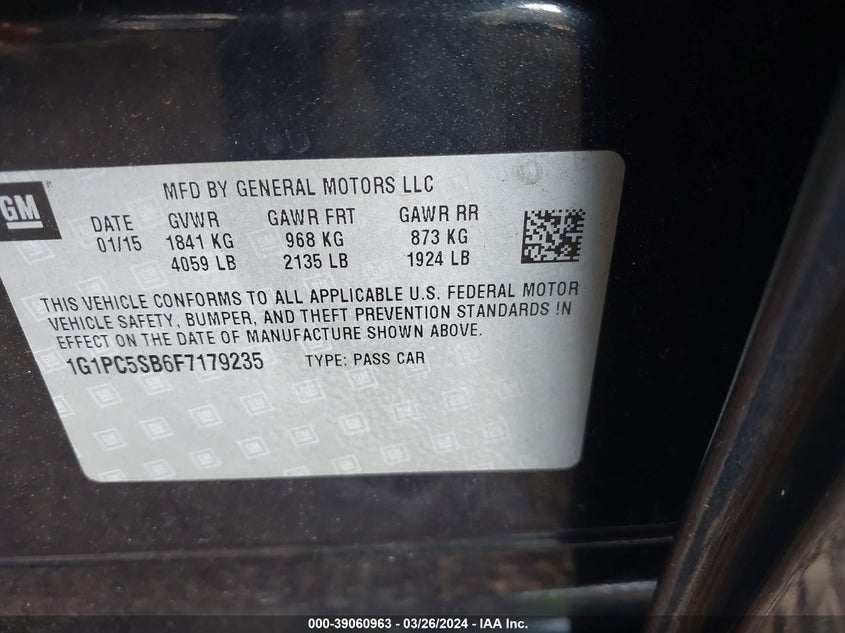 GM
MFD BY GENERAL MOTORS LLC
DATE GVWR GAWR FRT GAWR RR
01/15 1841 KG 968 KG 873 KG
4059 LB 2135 LB 1924 LB
THIS VEHICLE CONFORMS TO ALL APPLICABLE U.S. FEDERAL MOTOR
VEHICLE SAFETY, BUMPER, AND THEFT PREVENTION STANDARDS IN
EFFECT ON THE DATE OF MANUFACTURE SHOWN ABOVE.
1G1PC5SB6F7179235 TYPE: PASS CAR
000-39060963 | 03/26/2024 | IAA Inc.